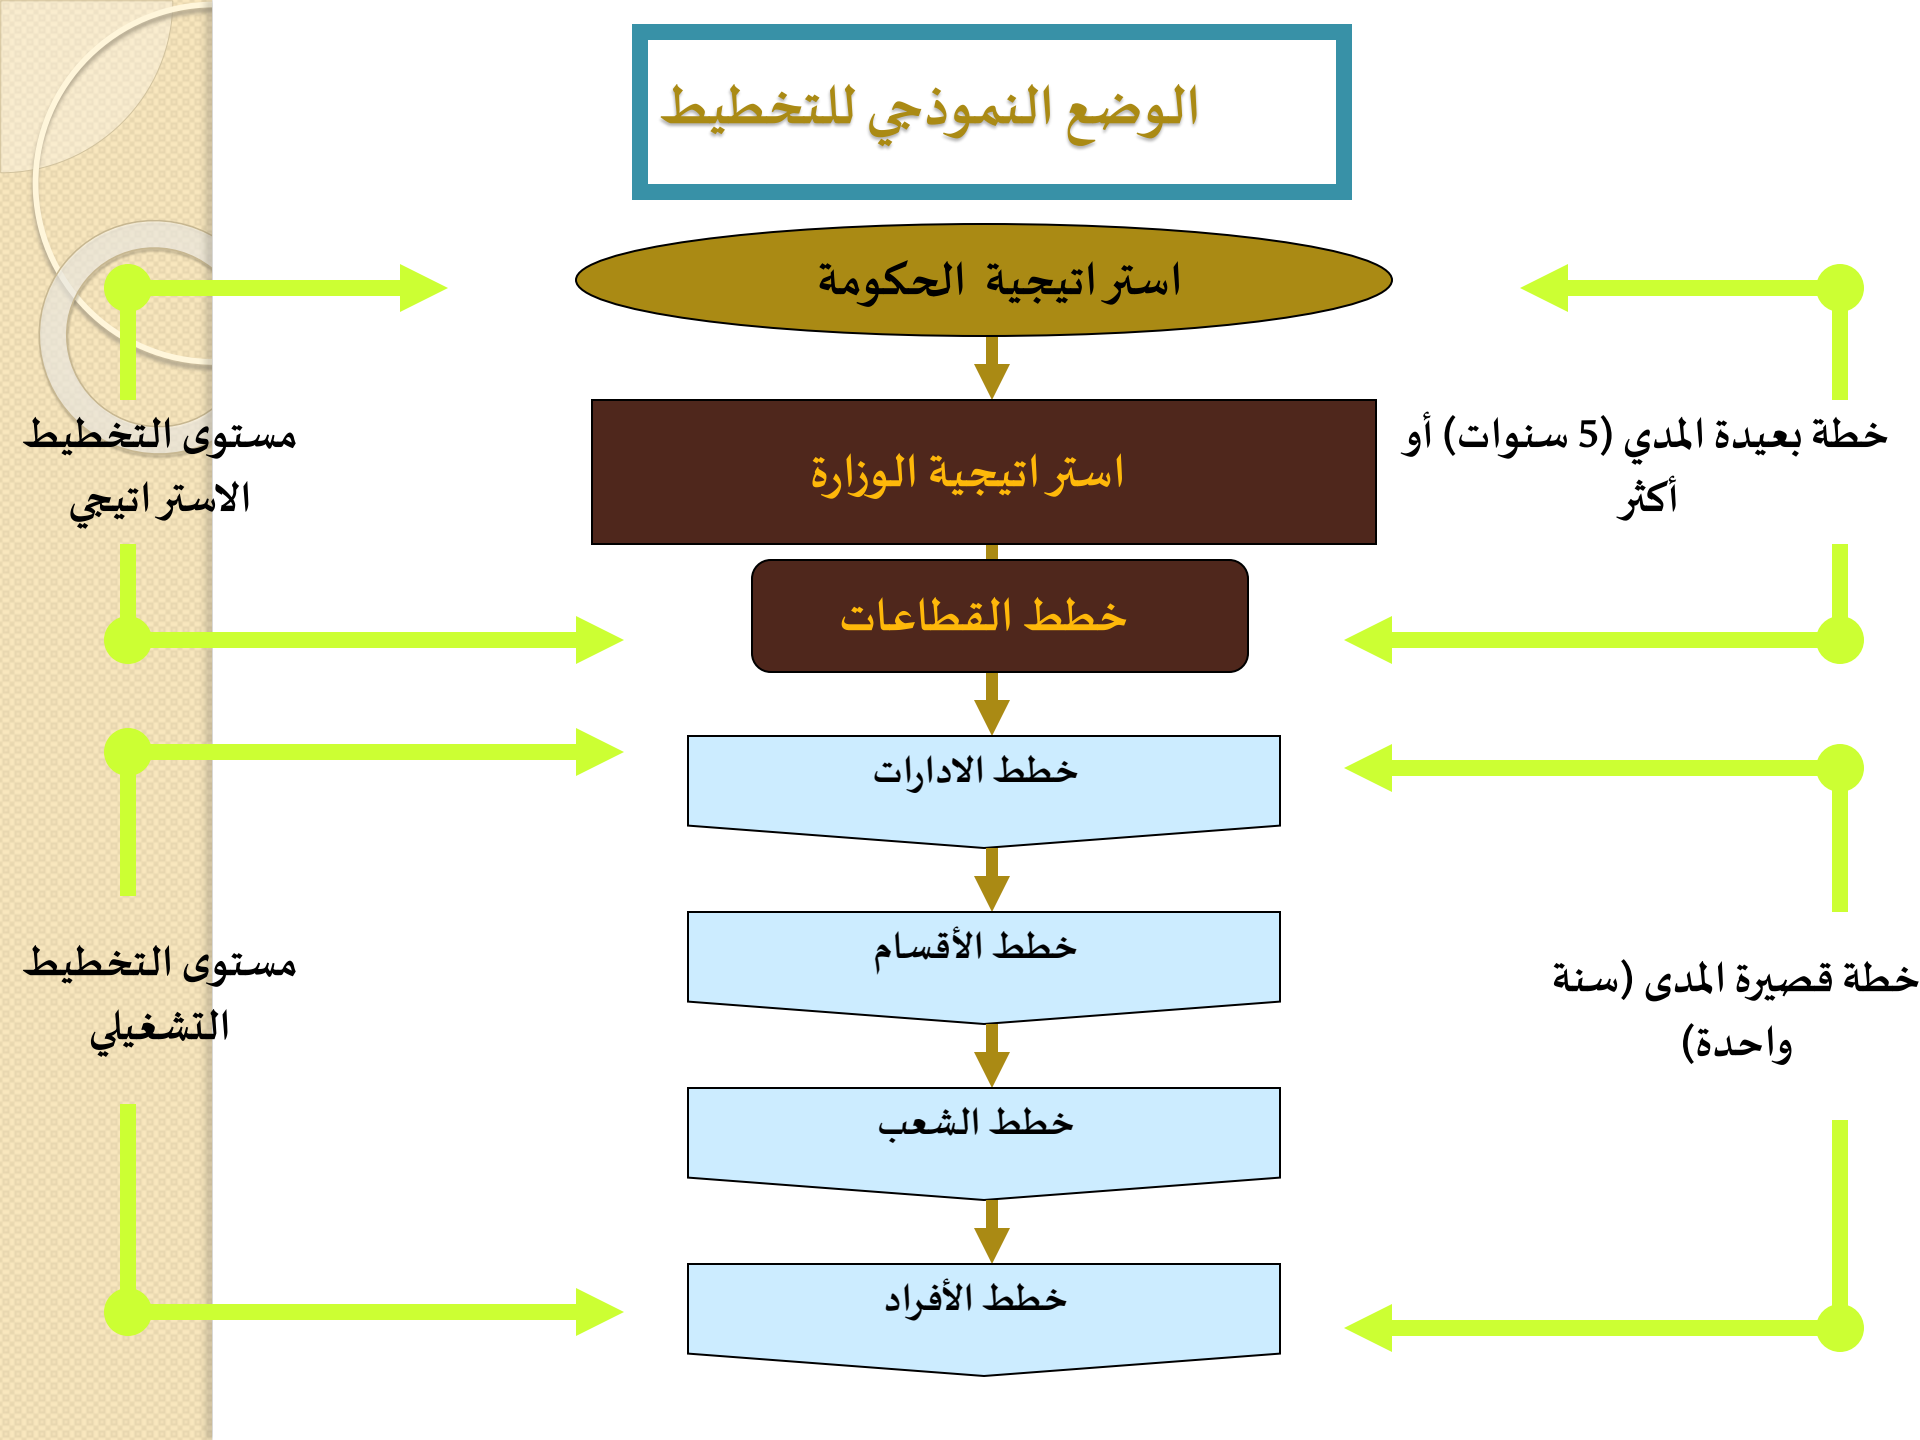 الوضع النموذجي للتخطيط
استراتيجية الحكومة
خطة بعيدة المدي (5 سنوات) أو
أكثر
استراتيجية الوزارة
مستوى التخطيط
الاستراتيجي
خطط القطاعات
خطط الادارات
خطط الأقسام
خطة قصيرة المدى (سنة
واحدة)
مستوى التخطيط
التشغيلي
خطط الشعب
خطط الأفراد